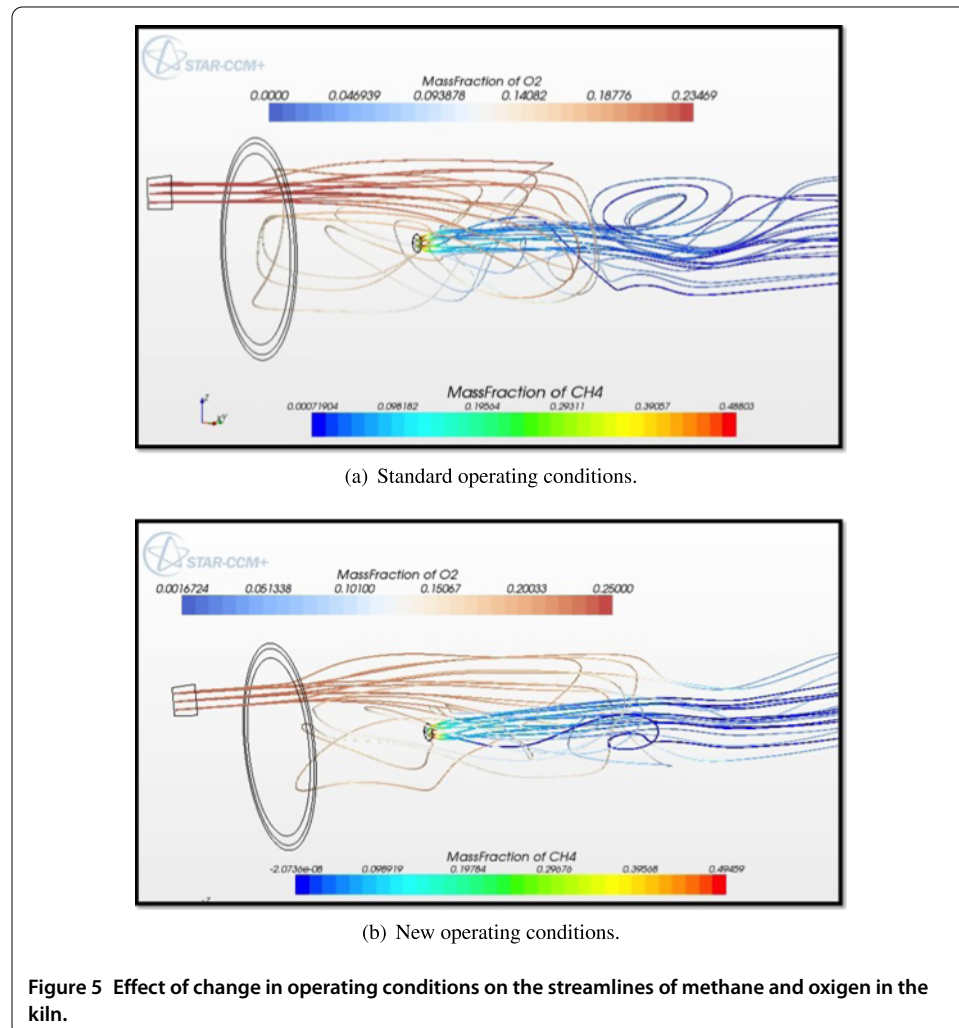 STAR-CCM+
MassFraction of O2
0.0000 0.046939 0.093878 0.14082 0.18776 0.23469
MassFraction of CH4
0.00071904 0.098182 0.19564 0.29311 0.39057 0.48803
(a) Standard operating conditions.
STAR-CCM+
MassFraction of O2
0.0016724 0.051338 0.10100 0.15067 0.20033 0.25000
MassFraction of CH4
-2.0736e-08 0.098919 0.19784 0.29676 0.39568 0.49459
(b) New operating conditions.
Figure 5 Effect of change in operating conditions on the streamlines of methane and oxigen in the
kiln.